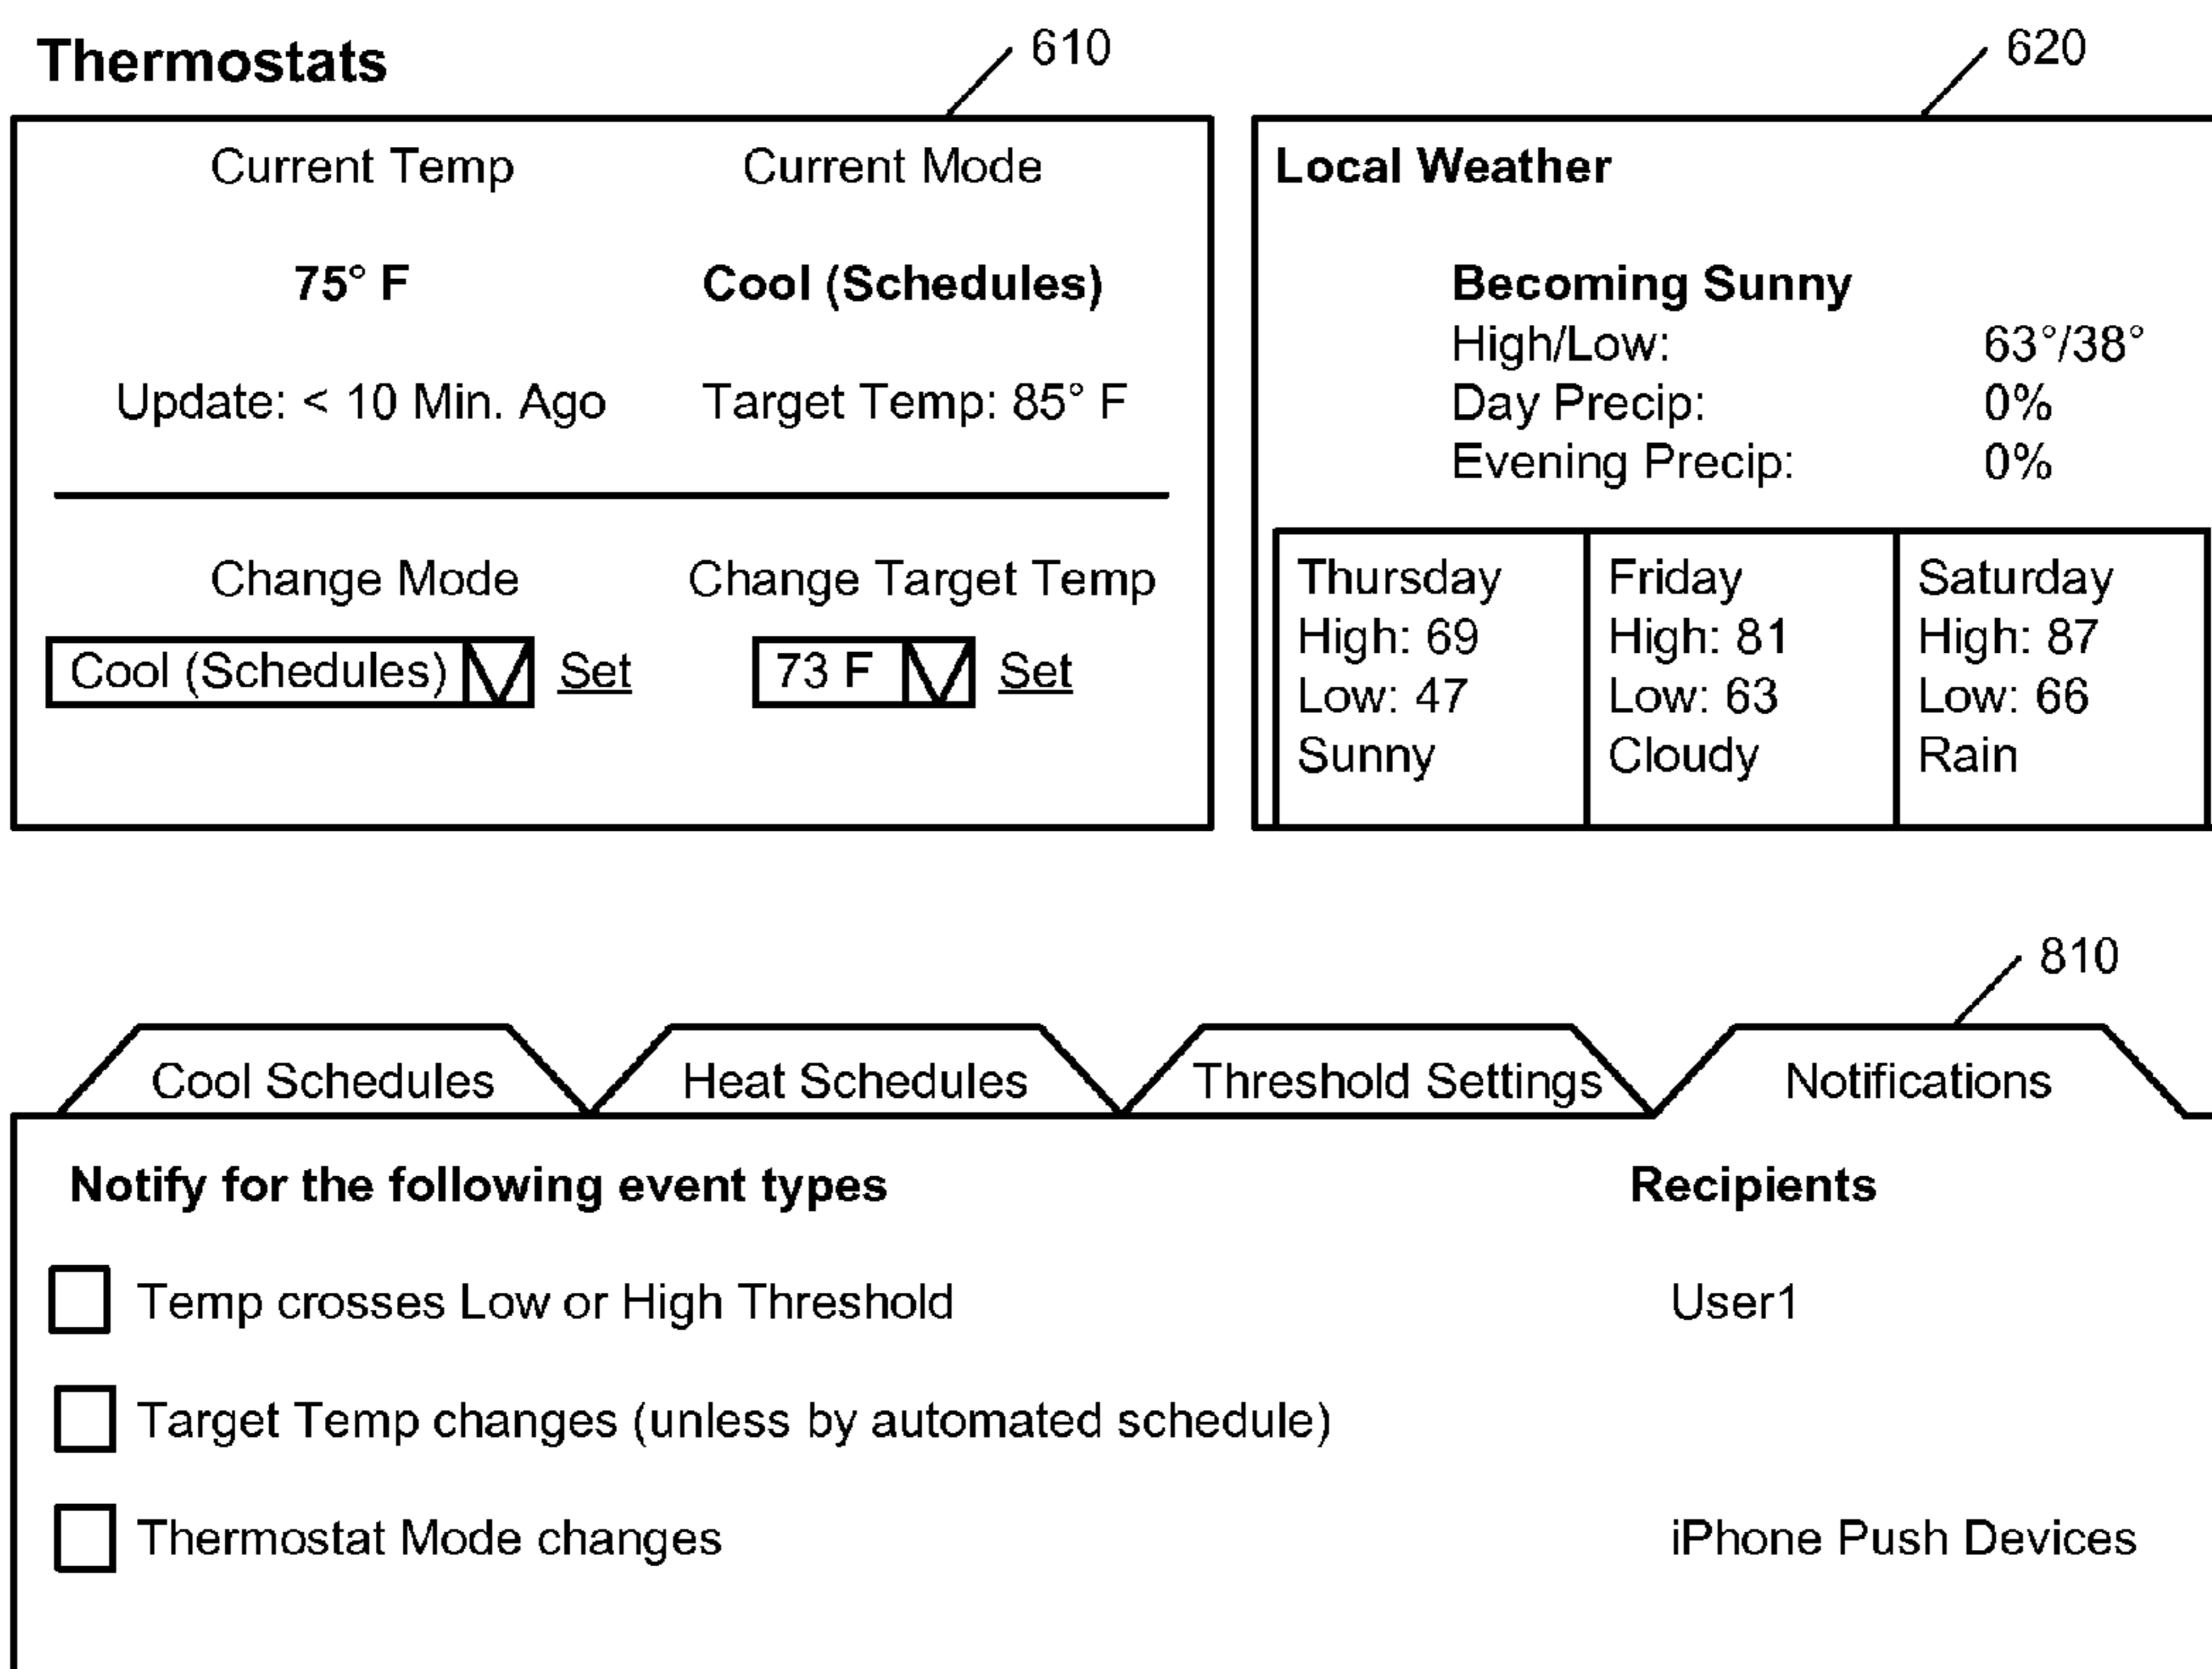 Thermostats
610
620
Current Temp Current Mode
75° F Cool (Schedules)
Update: < 10 Min. Ago Target Temp: 85° F
Change Mode Change Target Temp
Cool (Schedules) Set 73 F Set
Local Weather
Becoming Sunny
High/Low: 63°/38°
Day Precip: 0%
Evening Precip: 0%
Thursday
High: 69
Low: 47
Sunny
Friday
High: 81
Low: 63
Cloudy
Saturday
High: 87
Low: 66
Rain
810
Cool Schedules Heat Schedules Threshold Settings Notifications
Notify for the following event types Recipients
Temp crosses Low or High Threshold User1
Target Temp changes (unless by automated schedule)
Thermostat Mode changes iPhone Push Devices